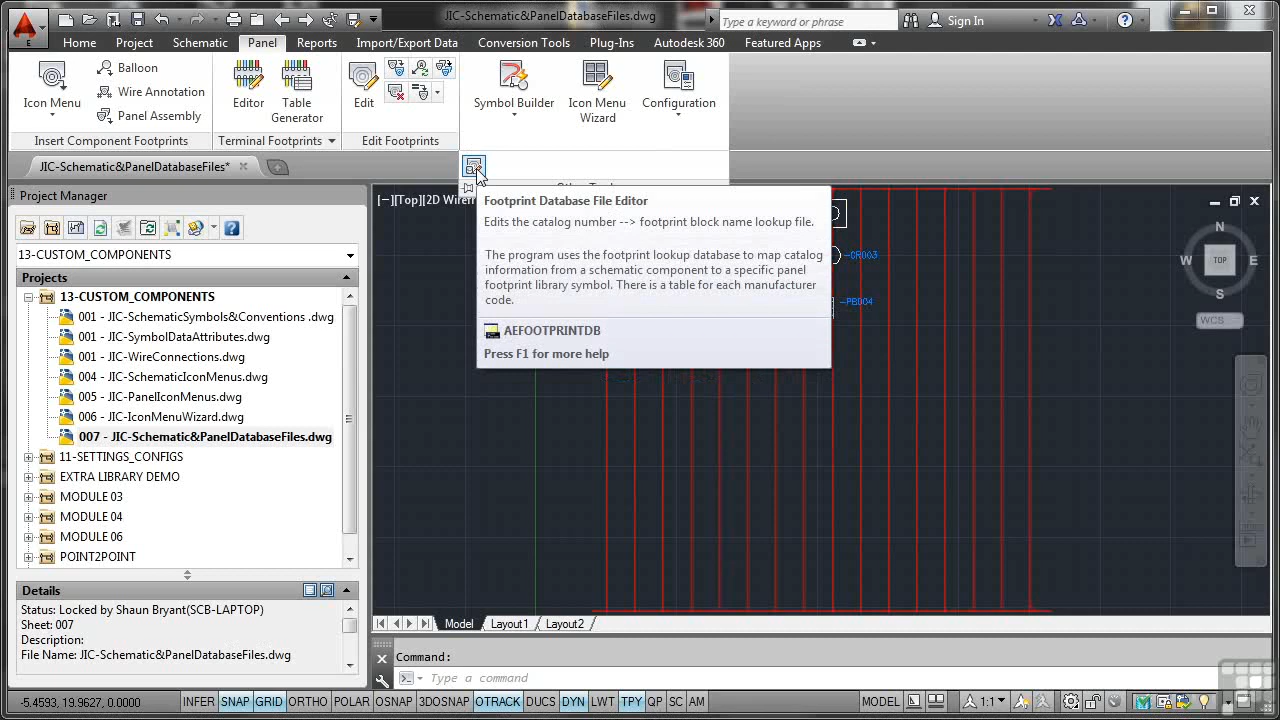 JIC-Schematic&PanelDatabaseFiles.dwg
Type a keyword or phrase
Sign In
E
Home Project Schematic Panel Reports Import/Export Data Conversion Tools Plug-Ins Autodesk 360 Featured Apps
Icon Menu
Balloon
Wire Annotation
Panel Assembly
Editor
Table Generator
Edit
Symbol Builder
Icon Menu Wizard
Configuration
Insert Component Footprints
Terminal Footprints
Edit Footprints
JIC-Schematic&PanelDatabaseFiles*
Project Manager
[−][Top][2D Wirefr
Footprint Database File Editor
Edits the catalog number --> footprint block name lookup file.
The program uses the footprint lookup database to map catalog
information from a schematic component to a specific panel
footprint library symbol. There is a table for each manufacturer
code.
AEFOOTPRINTDB
Press F1 for more help
-CR003
-PB004
N
W TOP E
S
WCS
13-CUSTOM_COMPONENTS
Projects
13-CUSTOM_COMPONENTS
001 - JIC-SchematicSymbols&Conventions .dwg
001 - JIC-SymbolDataAttributes.dwg
001 - JIC-WireConnections.dwg
004 - JIC-SchematicIconMenus.dwg
005 - JIC-PanelIconMenus.dwg
006 - JIC-IconMenuWizard.dwg
007 - JIC-Schematic&PanelDatabaseFiles.dwg
11-SETTINGS_CONFIGS
EXTRA LIBRARY DEMO
MODULE 03
MODULE 04
MODULE 06
POINT2POINT
Details
Status: Locked by Shaun Bryant(SCB-LAPTOP)
Sheet: 007
Description:
File Name: JIC-Schematic&PanelDatabaseFiles.dwg
Model Layout1 Layout2
Command:
Type a command
-5.4593, 19.9627, 0.0000
INFER SNAP GRID ORTHO POLAR OSNAP 3DOSNAP OTRACK DUCS DYN LWT TPY QP SC AM
MODEL
1:1